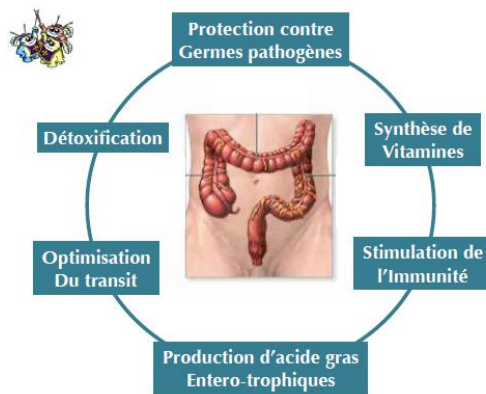 Protection contre
Germes pathogènes
Détoxification
Synthèse de
Vitamines
Optimisation
Du transit
Stimulation de
l'Immunité
Production d'acide gras
Entero-trophiques